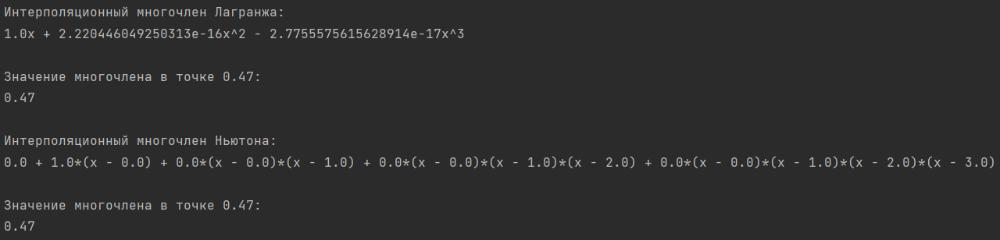 Интерполяционный многочлен Лагранжа:
1.0x + 2.220446049250313e-16x^2 - 2.7755575615628914e-17x^3
Значение многочлена в точке 0.47:
0.47
Интерполяционный многочлен Ньютона:
0.0 + 1.0*(x - 0.0) + 0.0*(x - 0.0)*(x - 1.0) + 0.0*(x - 0.0)*(x - 1.0)*(x - 2.0) + 0.0*(x - 0.0)*(x - 1.0)*(x - 2.0)*(x - 3.0)
Значение многочлена в точке 0.47:
0.47